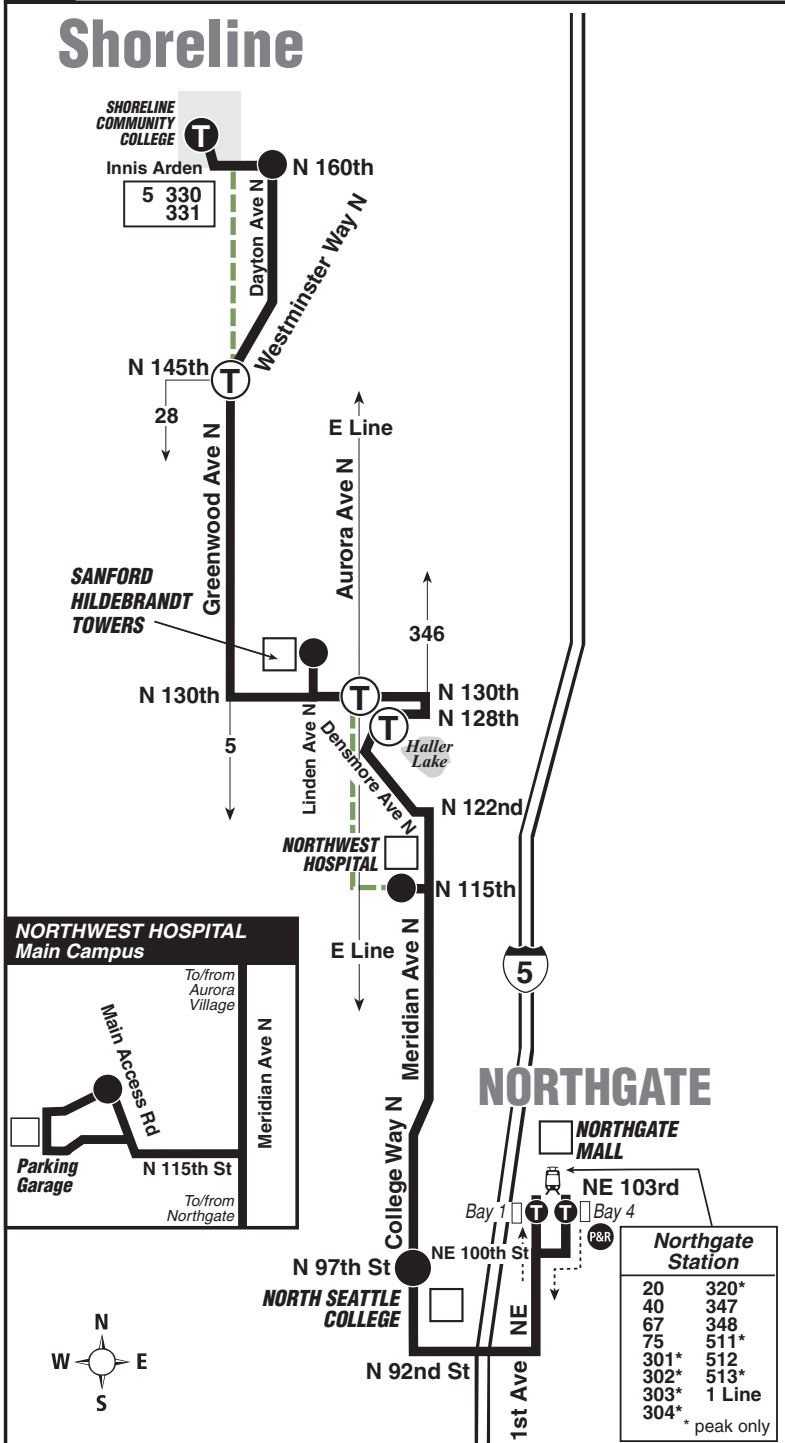 Shoreline
SHORELINE
COMMUNITY
COLLEGE
T
Innis Arden
N 160th
5 330
331
Dayton Ave N
Westminster Way N
N 145th
T
28
E Line
Greenwood Ave N
Aurora Ave N
SANFORD
HILDEBRANDT
TOWERS
346
N 130th
T
N 130th
N 128th
T
5
Linden Ave N
Haller
Lake
Densmore Ave N
N 122nd
NORTHWEST
HOSPITAL
N 115th
E Line
Meridian Ave N
5
NORTHWEST HOSPITAL
Main Campus
To/from
Aurora
Village
Main Access Rd
Meridian Ave N
Parking
Garage
N 115th St
To/from
Northgate
NORTHGATE
NORTHGATE
MALL
College Way N
NE 103rd
Bay 1
T
T
Bay 4
P&R
NE 100th St
N 97th St
NORTH SEATTLE
COLLEGE
N 92nd St
1st Ave NE
Northgate
Station
20 320*
40 347
67 348
75 511*
301* 512
302* 513*
303* 1 Line
304*
* peak only
N
W E
S